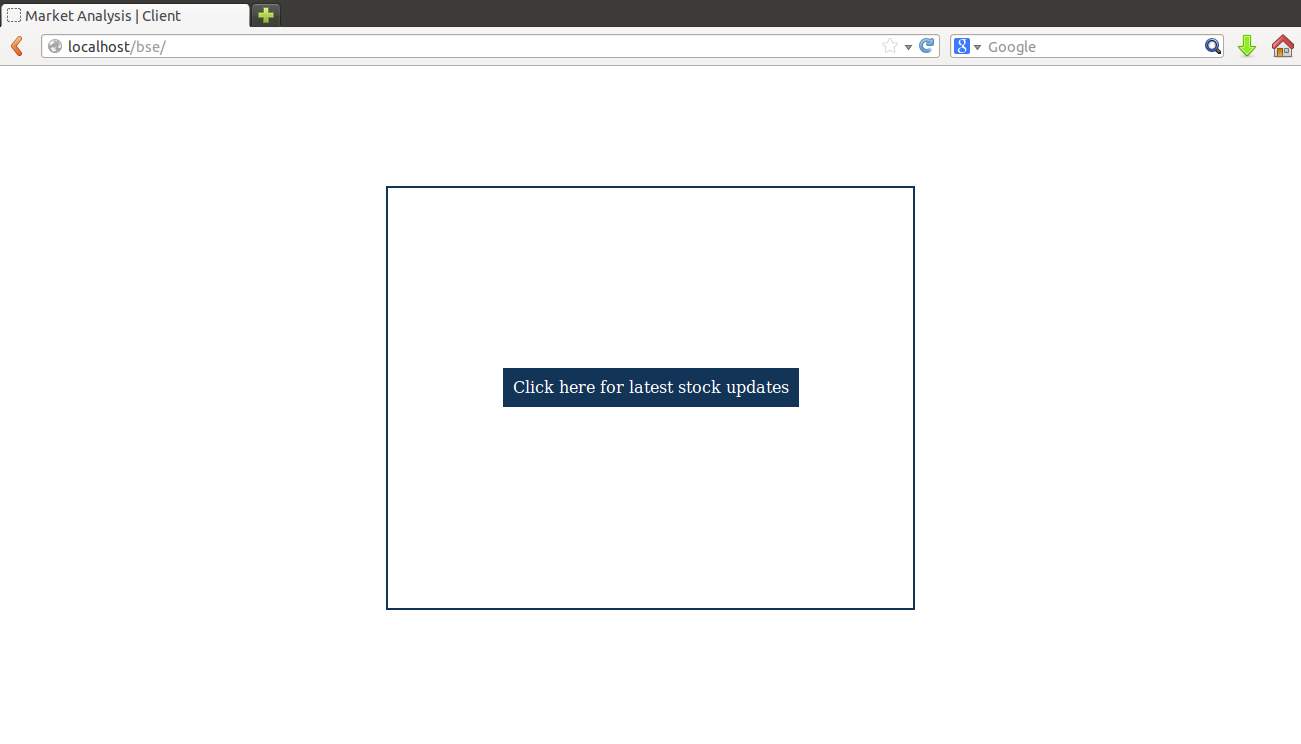 Market Analysis | Client
localhost/bse/
Google
Click here for latest stock updates